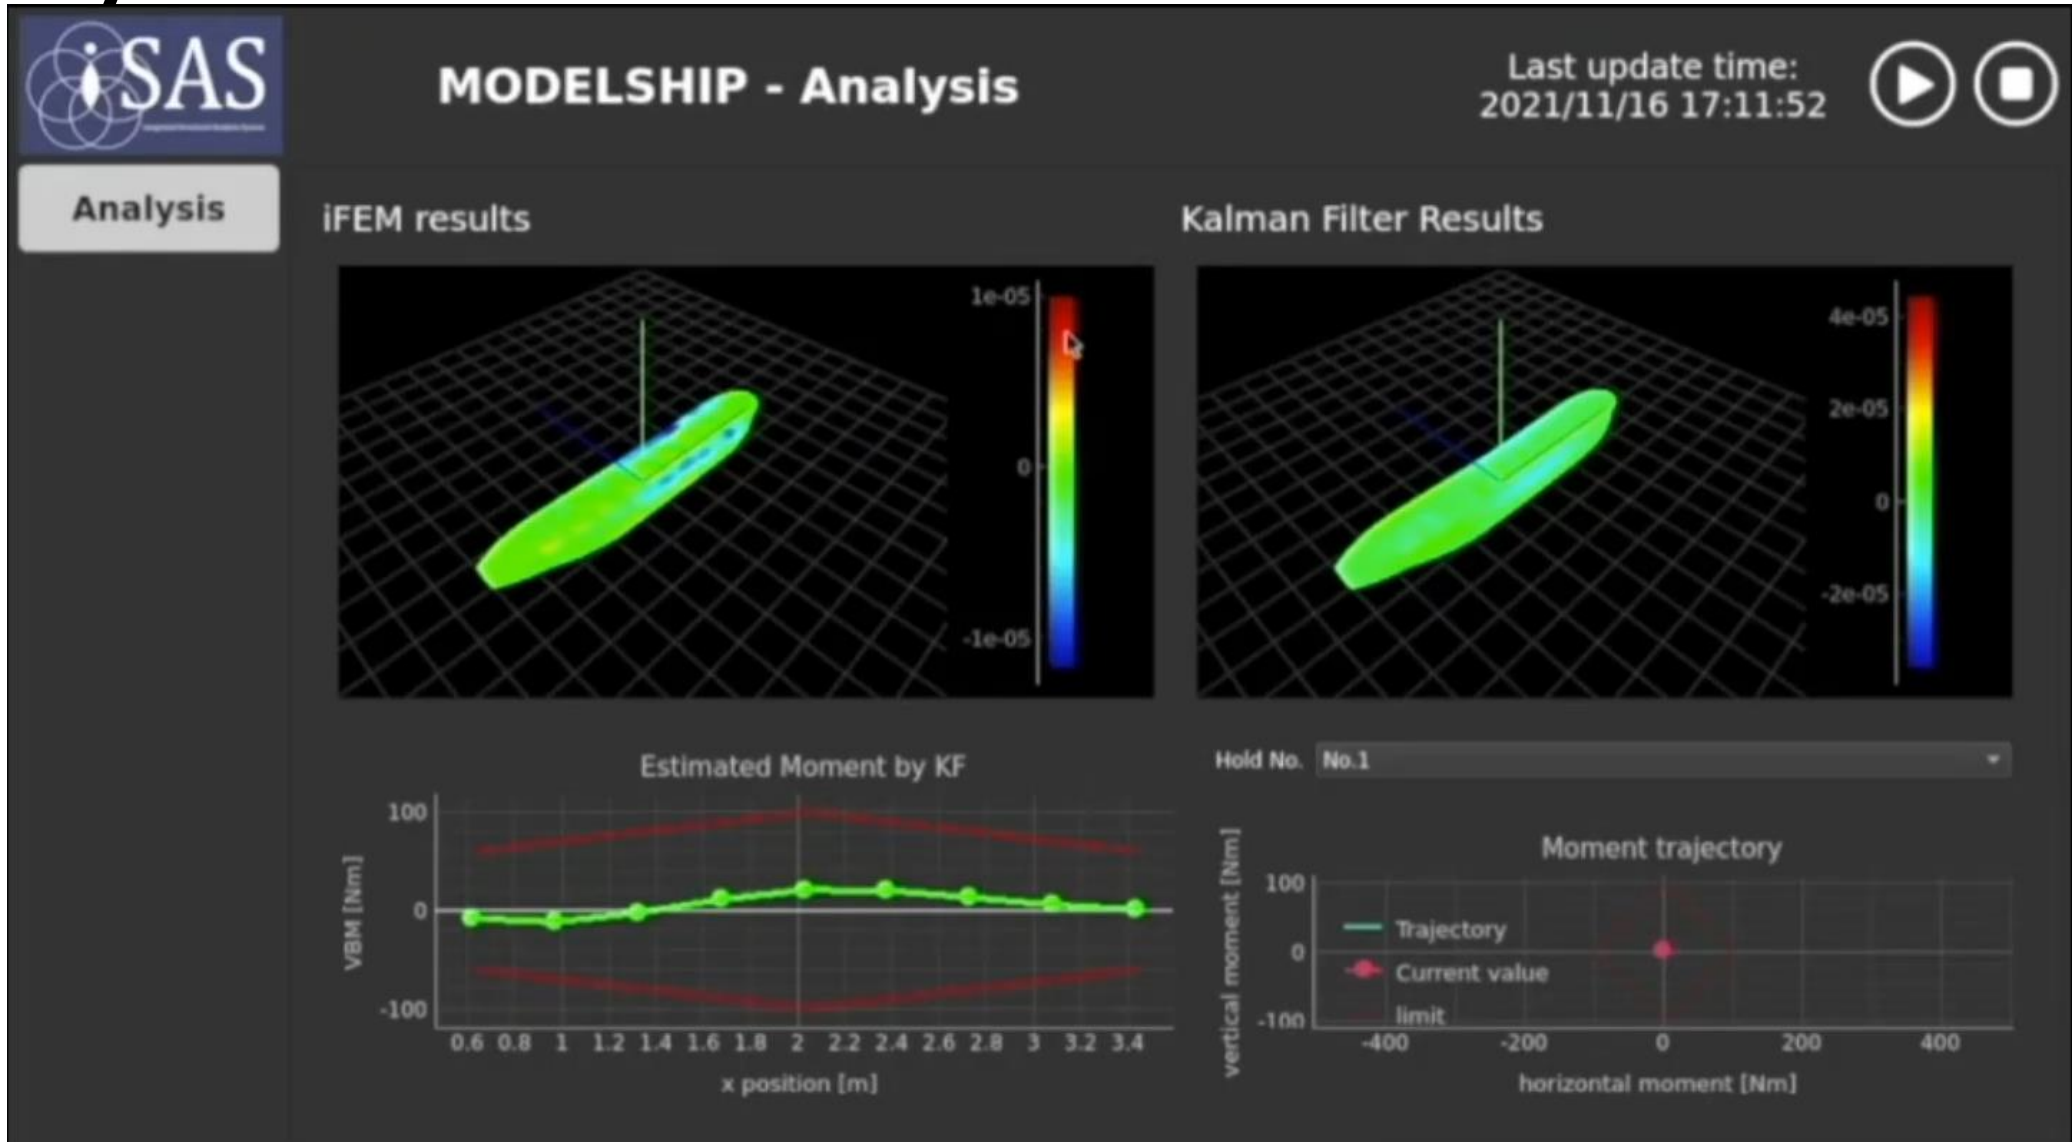 iSAS
MODELSHIP - Analysis
Last update time:
2021/11/16 17:11:52
Analysis
iFEM results
Kalman Filter Results
1e-05
0
-1e-05
4e-05
2e-05
0
-2e-05
Estimated Moment by KF
VBM [Nm]
100
0
-100
0.6 0.8 1 1.2 1.4 1.6 1.8 2 2.2 2.4 2.6 2.8 3 3.2 3.4
x position [m]
Hold No. No.1
Moment trajectory
vertical moment [Nm]
100
0
-100
Trajectory
Current value
limit
-400 -200 0 200 400
horizontal moment [Nm]